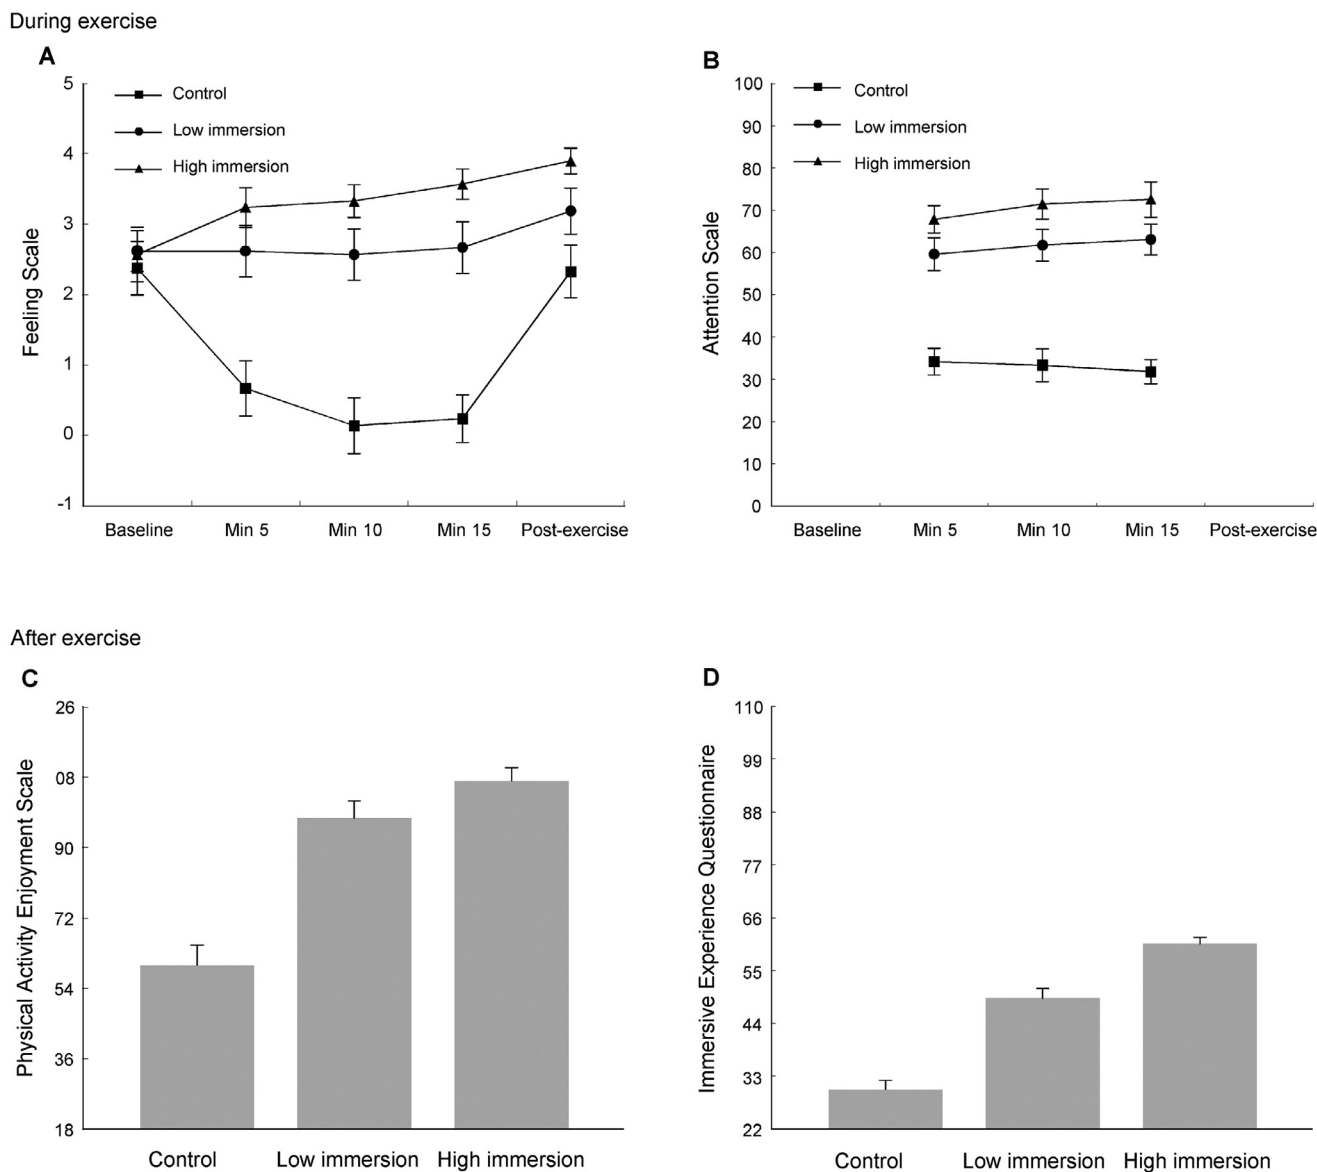 During exercise
A
5
4
3
2
1
0
-1
Feeling Scale
Control
Low immersion
High immersion
Baseline Min 5 Min 10 Min 15 Post-exercise
B
100
90
80
70
60
50
40
30
20
10
0
Attention Scale
Control
Low immersion
High immersion
Baseline Min 5 Min 10 Min 15 Post-exercise
After exercise
C
26
08
90
72
54
36
18
Physical Activity Enjoyment Scale
Control Low immersion High immersion
D
110
99
88
77
66
55
44
33
22
Immersive Experience Questionnaire
Control Low immersion High immersion